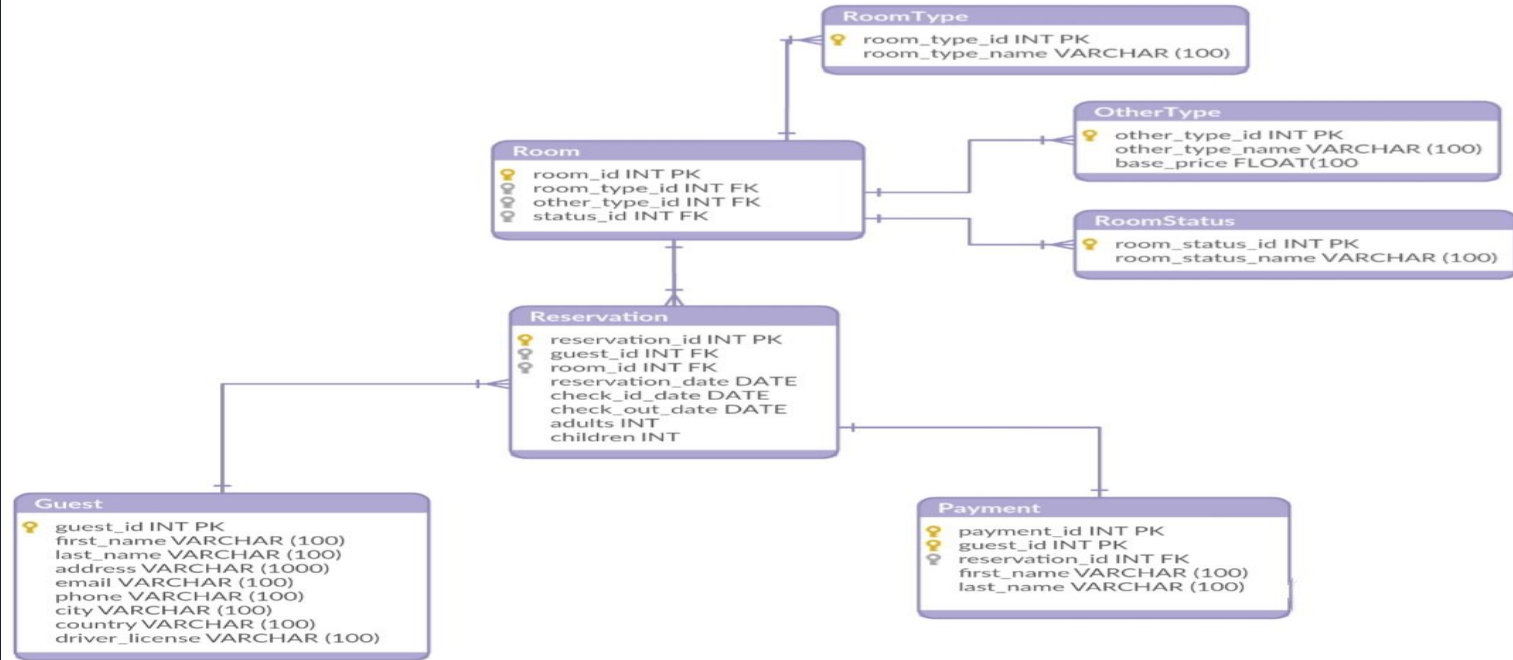 RoomType
room_type_id INT PK
room_type_name VARCHAR (100)
OtherType
other_type_id INT PK
other_type_name VARCHAR (100)
base_price FLOAT(100
Room
room_id INT PK
room_type_id INT FK
other_type_id INT FK
status_id INT FK
RoomStatus
room_status_id INT PK
room_status_name VARCHAR (100)
Reservation
reservation_id INT PK
guest_id INT FK
room_id INT FK
reservation_date DATE
check_id_date DATE
check_out_date DATE
adults INT
children INT
Guest
guest_id INT PK
first_name VARCHAR (100)
last_name VARCHAR (100)
address VARCHAR (1000)
email VARCHAR (100)
phone VARCHAR (100)
city VARCHAR (100)
country VARCHAR (100)
driver_license VARCHAR (100)
Payment
payment_id INT PK
guest_id INT PK
reservation_id INT FK
first_name VARCHAR (100)
last_name VARCHAR (100)